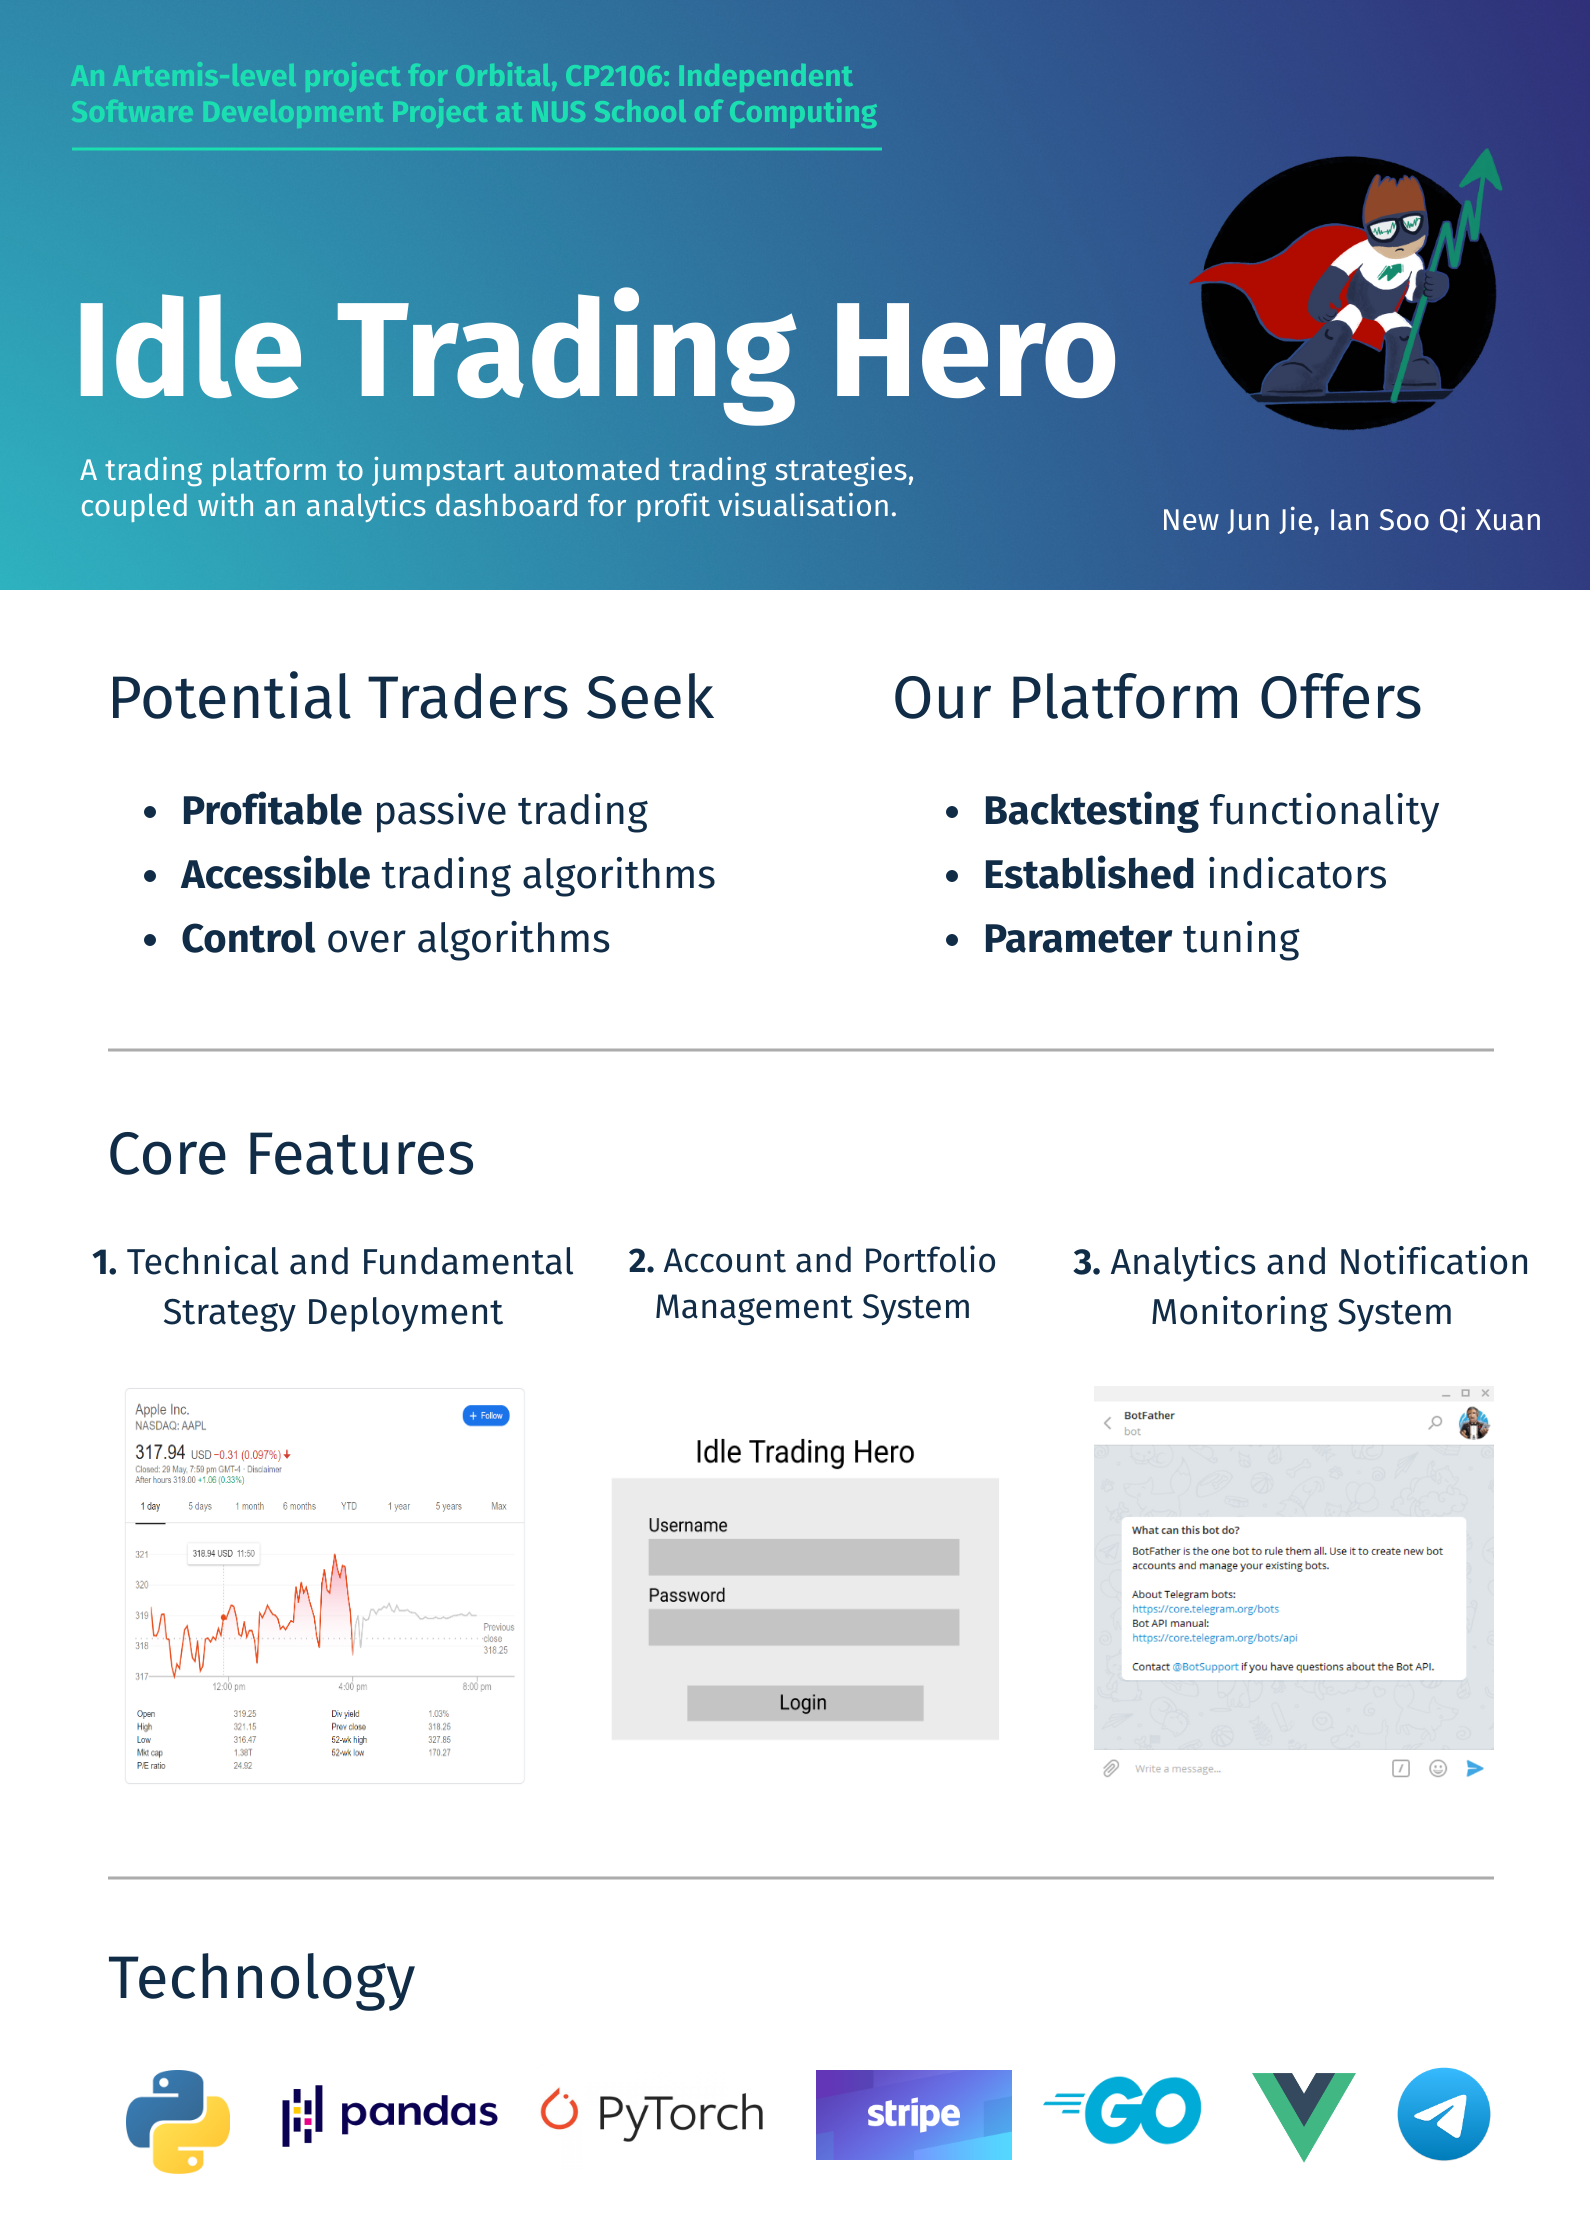 An Artemis-level project for Orbital, CP2106: Independent
Software Development Project at NUS School of Computing
Idle Trading Hero
A trading platform to jumpstart automated trading strategies,
coupled with an analytics dashboard for profit visualisation.
New Jun Jie, Ian Soo Qi Xuan
Potential Traders Seek
• Profitable passive trading
• Accessible trading algorithms
• Control over algorithms
Our Platform Offers
• Backtesting functionality
• Established indicators
• Parameter tuning
Core Features
1. Technical and Fundamental
Strategy Deployment
Apple Inc.
NASDAQ: AAPL
+ Follow
317.94 USD −0.31 (0.097%)
Closed: 29 May, 7:59 pm GMT-4 · Disclaimer
After hours 319.00 +1.06 (0.33%)
1 day 5 days 1 month 6 months YTD 1 year 5 years Max
318.94 USD 11:50
321
320
319
318
317
Previous
close
318.25
12:00 pm 4:00 pm 8:00 pm
Open 319.25 Div yield 1.03%
High 321.15 Prev close 318.25
Low 316.47 52-wk high 327.85
Mkt cap 1.38T 52-wk low 170.27
P/E ratio 24.92
2. Account and Portfolio
Management System
Idle Trading Hero
Username
Password
Login
3. Analytics and Notification
Monitoring System
BotFather
bot
What can this bot do?
BotFather is the one bot to rule them all. Use it to create new bot
accounts and manage your existing bots.
About Telegram bots:
https://core.telegram.org/bots
Bot API manual:
https://core.telegram.org/bots/api
Contact @BotSupport if you have questions about the Bot API.
Write a message...
Technology
pandas
PyTorch
stripe
GO